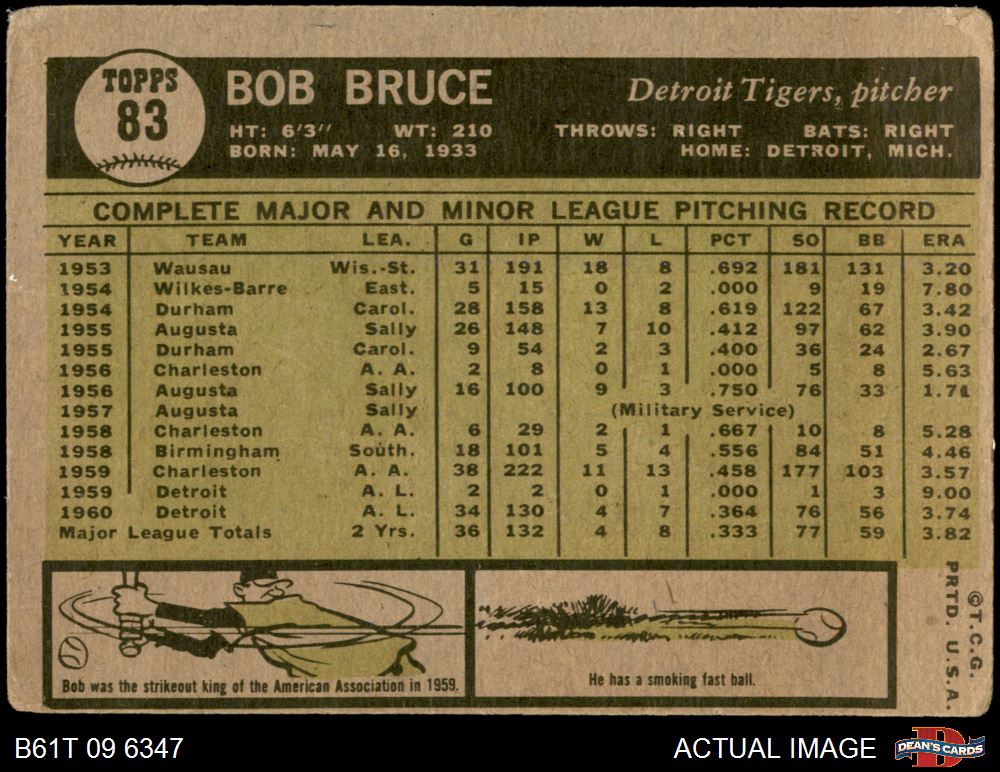 TOPPS
83
BOB BRUCE
Detroit Tigers, pitcher
HT: 6'3" WT: 210 THROWS: RIGHT BATS: RIGHT
BORN: MAY 16, 1933 HOME: DETROIT, MICH.
COMPLETE MAJOR AND MINOR LEAGUE PITCHING RECORD
YEAR TEAM LEA. G IP W L PCT SO BB ERA
1953 Wausau Wis.-St. 31 191 18 8 .692 181 131 3.20
1954 Wilkes-Barre East. 5 15 0 2 .000 9 19 7.80
1954 Durham Carol. 28 158 13 8 .619 122 67 3.42
1955 Augusta Sally 26 148 7 10 .412 97 62 3.90
1955 Durham Carol. 9 54 2 3 .400 36 24 2.67
1956 Charleston A. A. 2 8 0 1 .000 5 8 5.63
1956 Augusta Sally 16 100 9 3 .750 76 33 1.71
1957 Augusta Sally (Military Service)
1958 Charleston A. A. 6 29 2 1 .667 10 8 5.28
1958 Birmingham South. 18 101 5 4 .556 84 51 4.46
1959 Charleston A. A. 38 222 11 13 .458 177 103 3.57
1959 Detroit A. L. 2 2 0 1 .000 1 3 9.00
1960 Detroit A. L. 34 130 4 7 .364 76 56 3.74
Major League Totals 2 Yrs. 36 132 4 8 .333 77 59 3.82
Bob was the strikeout king of the American Association in 1959.
He has a smoking fast ball.
©T.C.G.
PRTD. U.S.A.
B61T 09 6347
ACTUAL IMAGE
DEAN'S CARDS